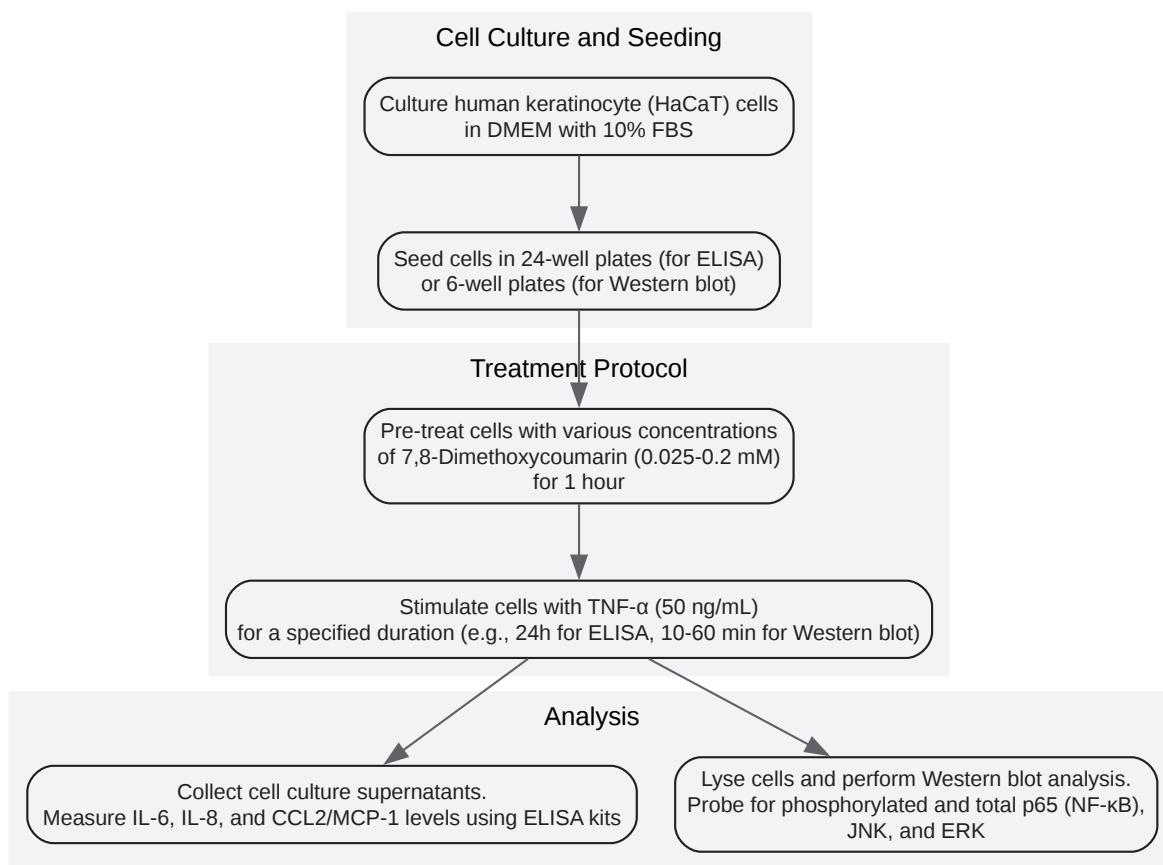 Cell Culture and Seeding
Culture human keratinocyte (HaCaT) cells
in DMEM with 10% FBS
Seed cells in 24-well plates (for ELISA)
or 6-well plates (for Western blot)
Treatment Protocol
Pre-treat cells with various concentrations
of 7,8-Dimethoxycoumarin (0.025-0.2 mM)
for 1 hour
Stimulate cells with TNF-α (50 ng/mL)
for a specified duration (e.g., 24h for ELISA, 10-60 min for Western blot)
Analysis
Collect cell culture supernatants.
Measure IL-6, IL-8, and CCL2/MCP-1 levels using ELISA kits
Lyse cells and perform Western blot analysis.
Probe for phosphorylated and total p65 (NF-κB),
JNK, and ERK